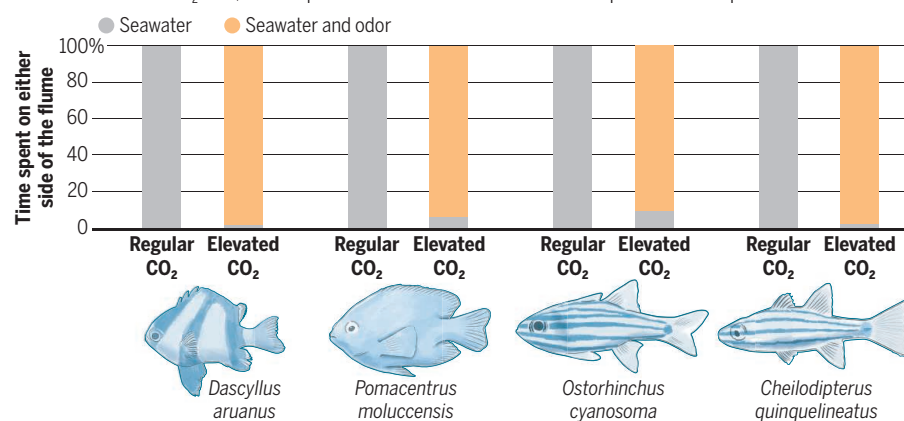 Seawater
Seawater and odor
Time spent on either
side of the flume
100%
80
60
40
20
0
Regular CO₂
Elevated CO₂
Regular CO₂
Elevated CO₂
Regular CO₂
Elevated CO₂
Regular CO₂
Elevated CO₂
Dascyllus
aruanus
Pomacentrus
moluccensis
Ostorhinchus
cyanosoma
Cheilodipterus
quinquelineatus